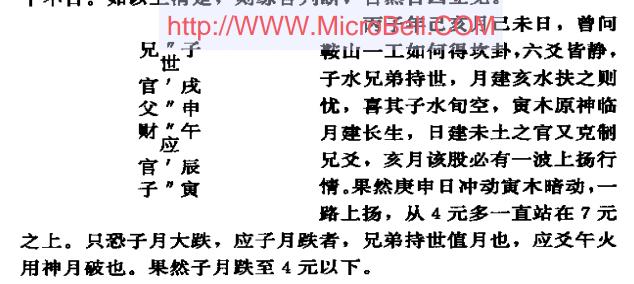 http://www.MicroBell.com
丙子年己亥月己未日，曾问
鞍山一工如何得坎卦，六爻皆静，
子水兄弟持世，月建亥水扶之则
忧，喜其子水旬空，寅木原神临
月建长生，日建未土之官又克制
兄爻，亥月该股必有一波上扬行
情。果然庚申日冲动寅木暗动，一
路上扬，从4元多一直站在7元
之上。只恐子月大跌，应子月跌者，兄弟持世值月也，应爻午火
用神月破也。果然子月跌至4元以下。
兄〃子
世
官′戌
父〃申
财〃午
应
官′辰
子〃寅